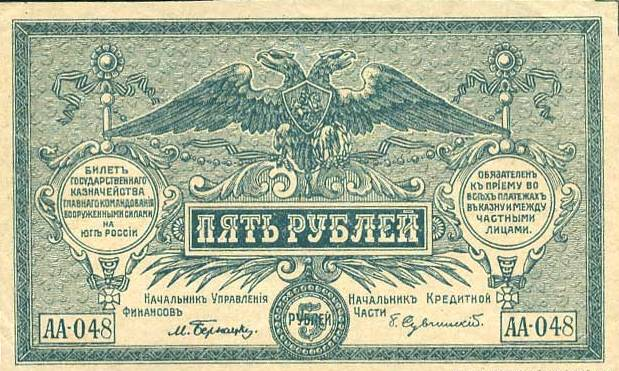 БИЛЕТЪ
ГОСУДАРСТВЕННАГО
КАЗНАЧЕЙСТВА
ГЛАВНАГО КОМАНДОВАНІЯ
ВООРУЖЕННЫМИ СИЛАМИ
НА
ЮГѢ РОССІИ
ОБЯЗАТЕЛЕНЪ
КЪ ПРІЕМУ ВО
ВСѢХЪ ПЛАТЕЖАХЪ
ВЪ КАЗНУ И МЕЖДУ
ЧАСТНЫМИ
ЛИЦАМИ.
ПЯТЬ РУБЛЕЙ
Начальникъ Управленія
Финансовъ
М. Бернацкій
Начальникъ Кредитной
Части
5
РУБЛЕЙ
АА-048
АА-048